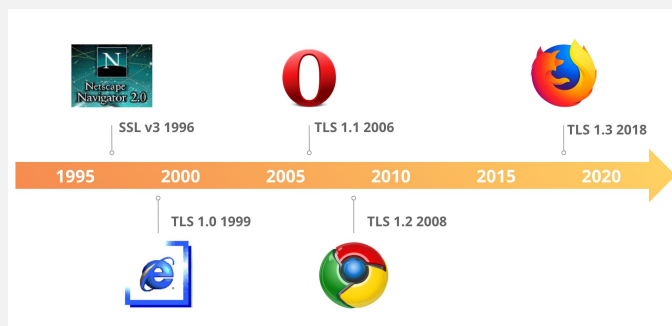 N
Netscape
Navigator 2.0
SSL v3 1996
TLS 1.1 2006
TLS 1.3 2018
1995 2000 2005 2010 2015 2020
TLS 1.0 1999
TLS 1.2 2008